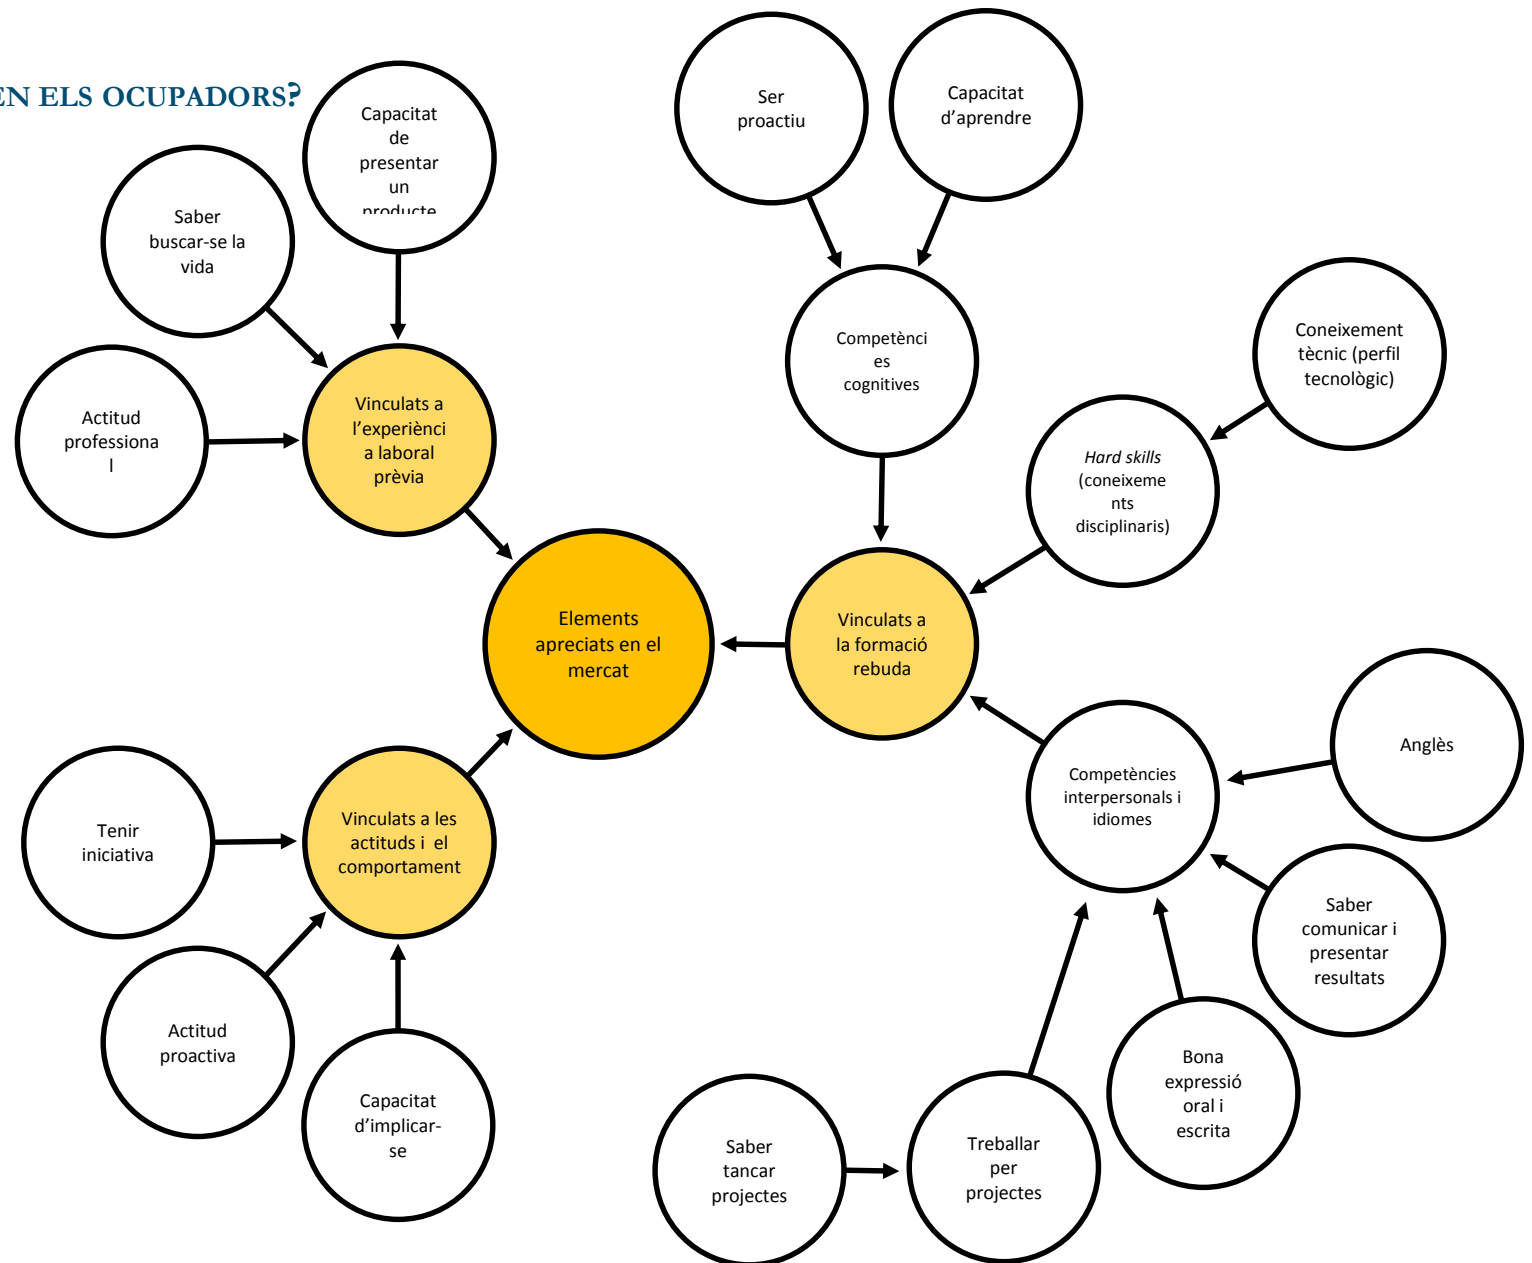 EN ELS OCUPADORS?
Capacitat
de
presentar
un
producte
Saber
buscar-se la
vida
Actitud
professiona
l
Vinculats a
l’experiènci
a laboral
prèvia
Ser
proactiu
Capacitat
d’aprendre
Competènci
es
cognitives
Coneixement
tècnic (perfil
tecnològic)
Hard skills
(coneixeme
nts
disciplinaris)
Elements
apreciats en el
mercat
Vinculats a
la formació
rebuda
Anglès
Competències
interpersonals i
idiomes
Tenir
iniciativa
Vinculats a les
actituds i  el
comportament
Saber
comunicar i
presentar
resultats
Actitud
proactiva
Capacitat
d’implicar-
se
Bona
expressió
oral i
escrita
Saber
tancar
projectes
Treballar
per
projectes